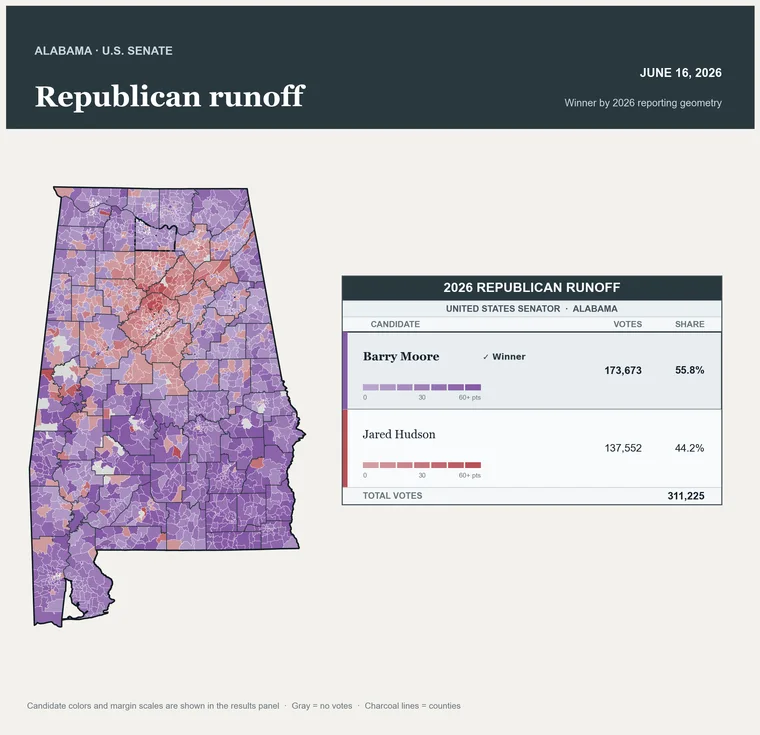 ALABAMA · U.S. SENATE
JUNE 16, 2026
Republican runoff
Winner by 2026 reporting geometry
2026 REPUBLICAN RUNOFF
UNITED STATES SENATOR · ALABAMA
CANDIDATE VOTES SHARE
Barry Moore ✓ Winner
173,673 55.8%
0 30 60+ pts
Jared Hudson
137,552 44.2%
0 30 60+ pts
TOTAL VOTES 311,225
Candidate colors and margin scales are shown in the results panel · Gray = no votes · Charcoal lines = counties